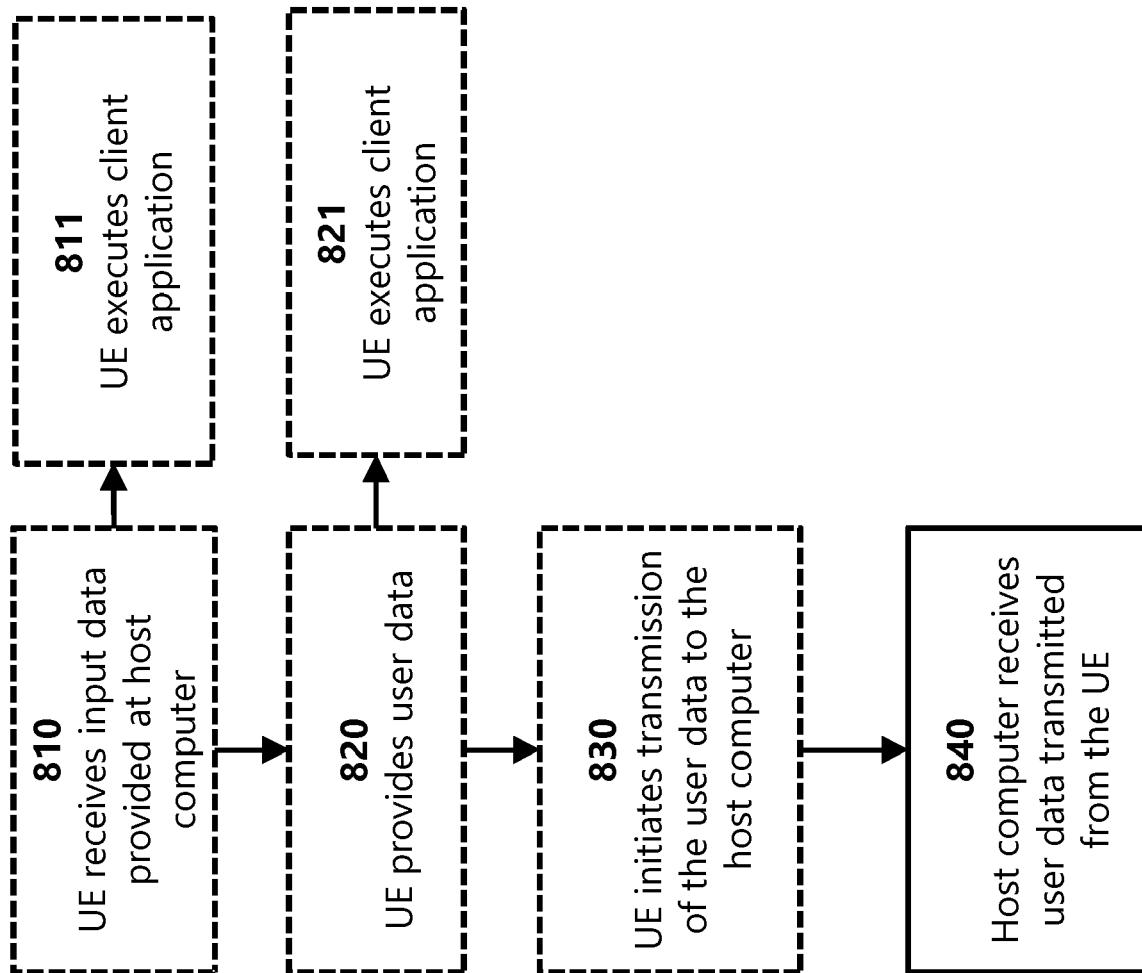 810
UE receives input data
provided at host
computer
811
UE executes client
application
820
UE provides user data
821
UE executes client
application
830
UE initiates transmission
of the user data to the
host computer
840
Host computer receives
user data transmitted
from the UE